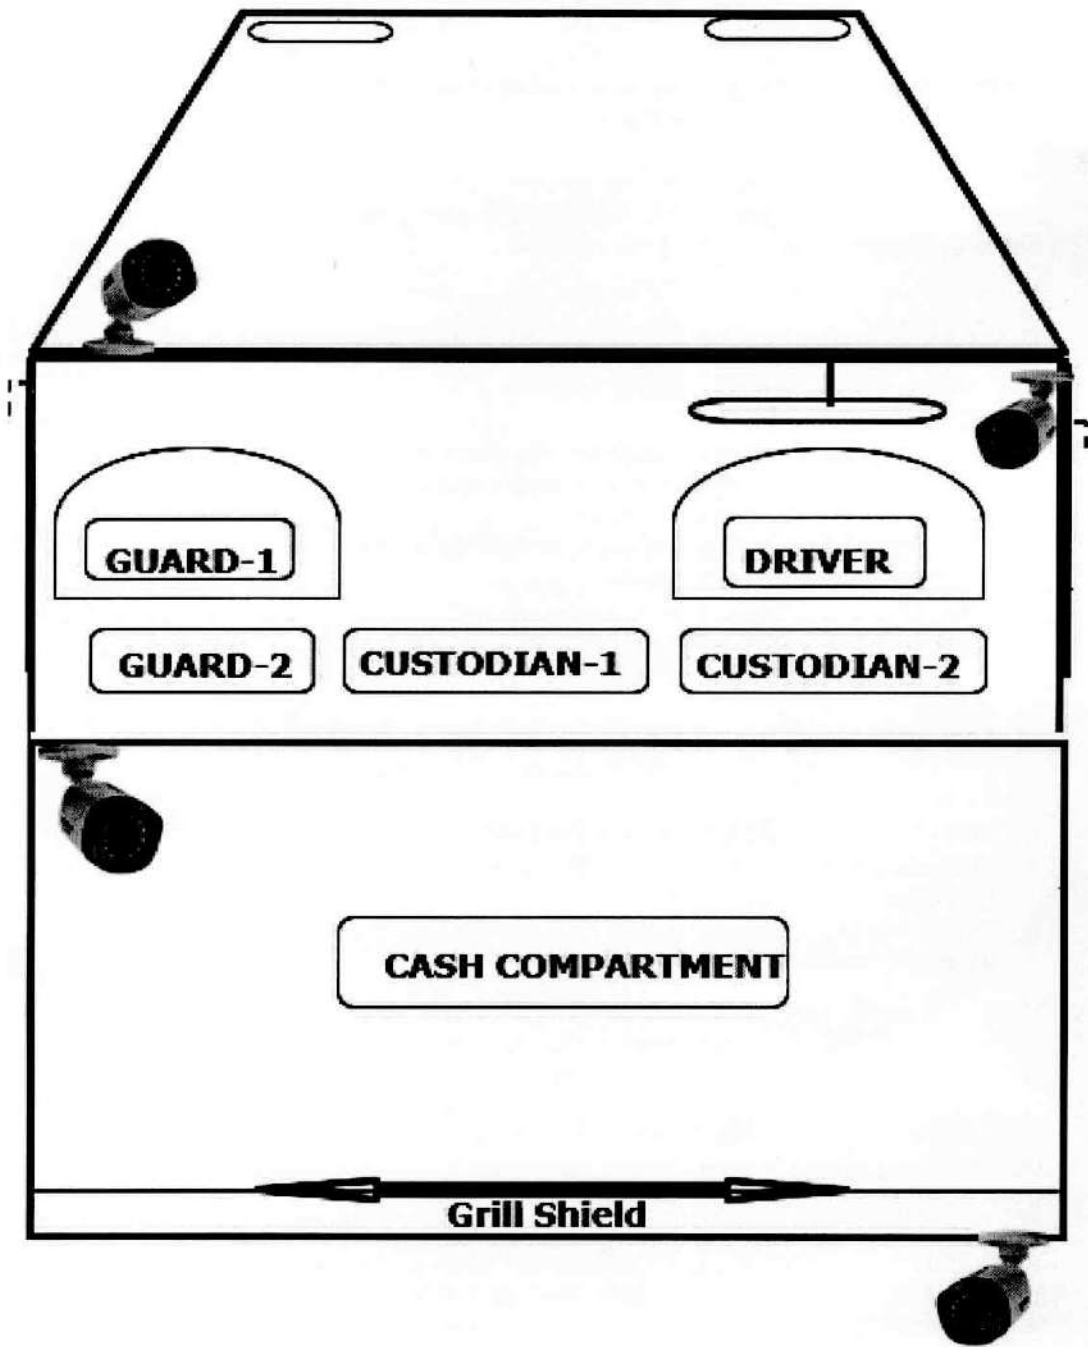 GUARD-1
DRIVER
GUARD-2
CUSTODIAN-1
CUSTODIAN-2
CASH COMPARTMENT
Grill Shield